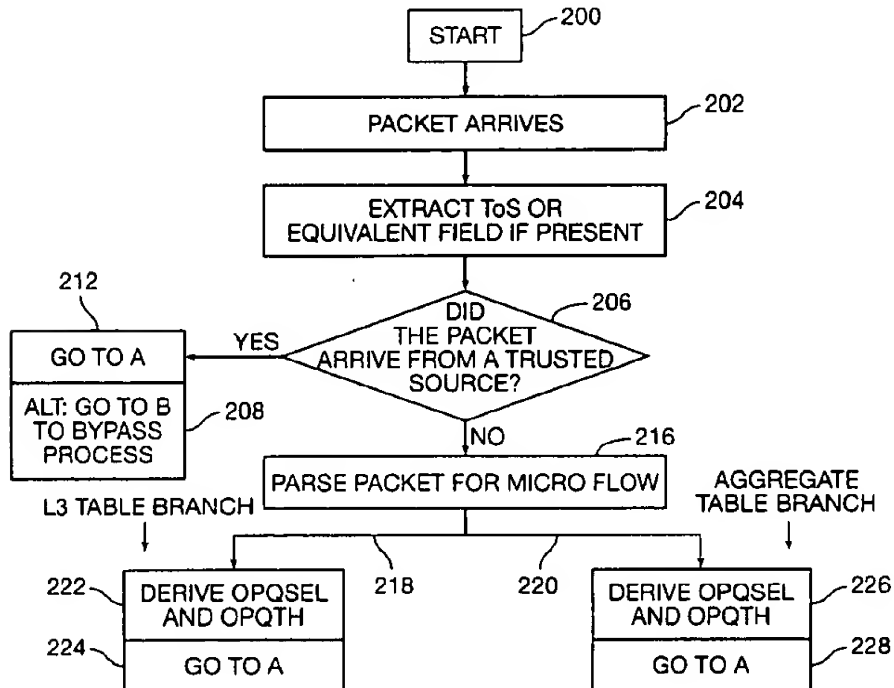 START
200
PACKET ARRIVES
202
EXTRACT ToS OR
EQUIVALENT FIELD IF PRESENT
204
DID
THE PACKET
ARRIVE FROM A TRUSTED
SOURCE?
206
YES
212
GO TO A
ALT: GO TO B
TO BYPASS
PROCESS
208
NO
216
PARSE PACKET FOR MICRO FLOW
L3 TABLE BRANCH
AGGREGATE
TABLE BRANCH
218
220
222
DERIVE OPQSEL
AND OPQTH
224
GO TO A
DERIVE OPQSEL
AND OPQTH
226
GO TO A
228